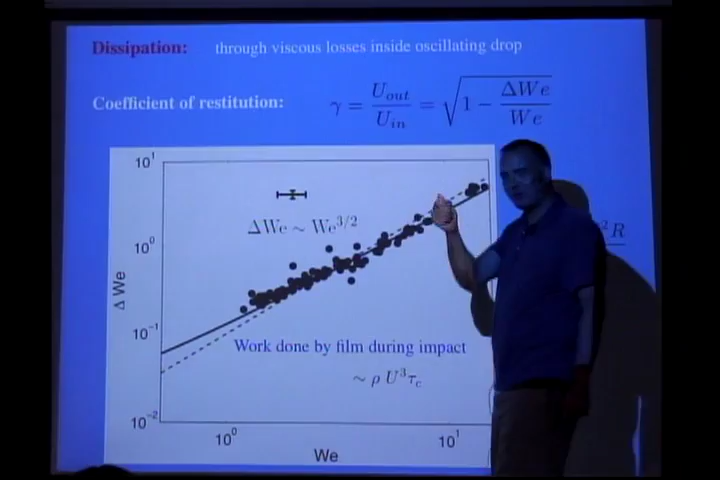 Dissipation: through viscous losses inside oscillating drop
Coefficient of restitution: γ = U_out / U_in = √(1 − ΔWe / We)
10^1
ΔWe ~ We^{3/2}
10^0
Δ We
10^{-1}
Work done by film during impact
~ ρ U^3 τ_c
10^{-2}
10^0
10^1
We